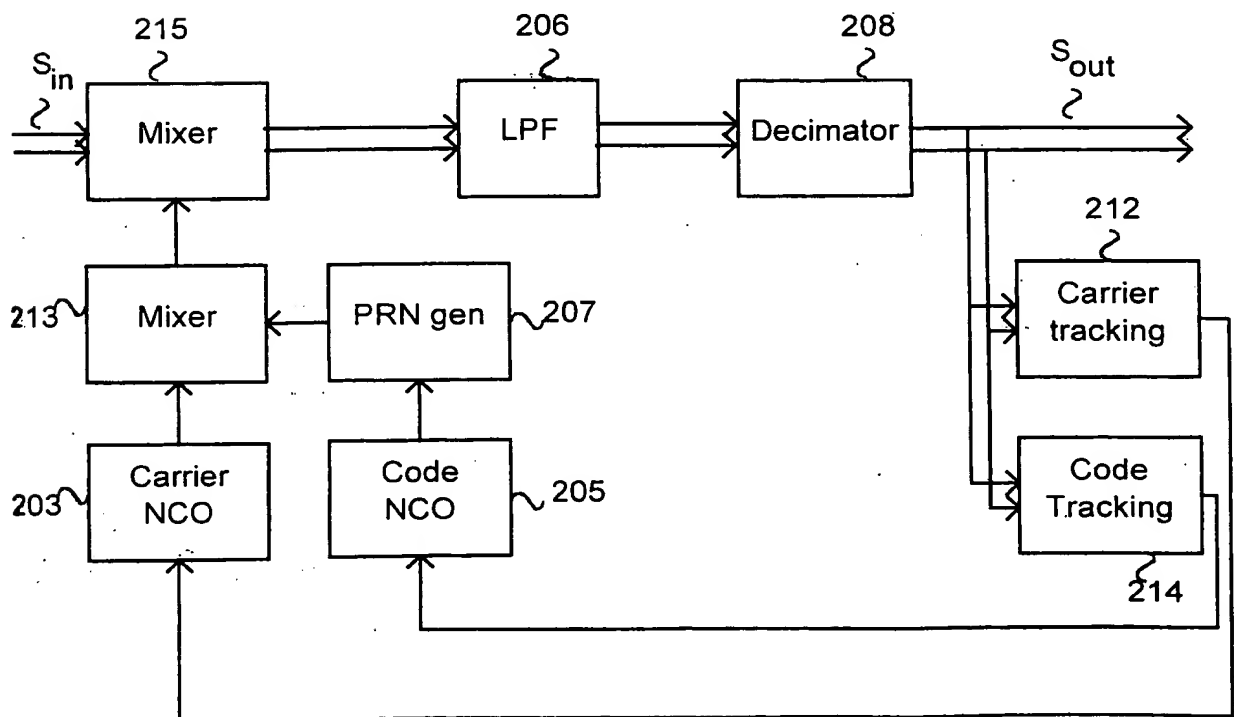 215
206
208
S_in
S_out
Mixer
LPF
Decimator
212
213
Mixer
PRN gen
207
Carrier
tracking
203
Carrier
NCO
Code
NCO
205
Code
Tracking
214